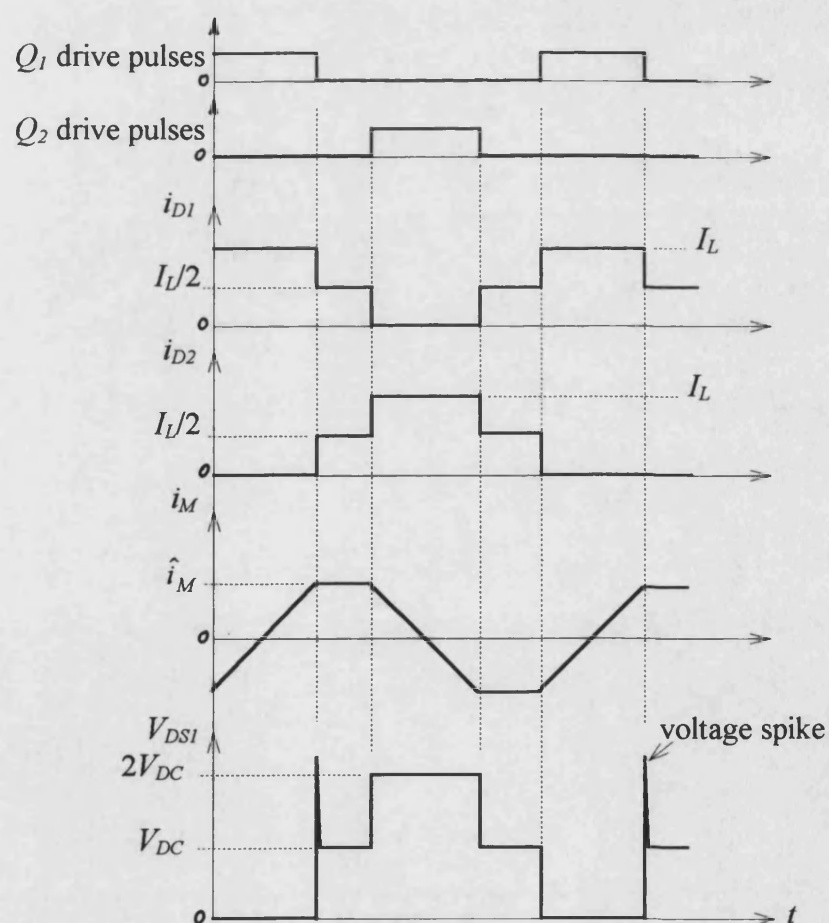 Q1 drive pulses
0
Q2 drive pulses
0
iD1
IL
IL/2
0
iD2
IL
IL/2
0
iM
îM
0
VDS1
voltage spike
2VDC
VDC
0
t